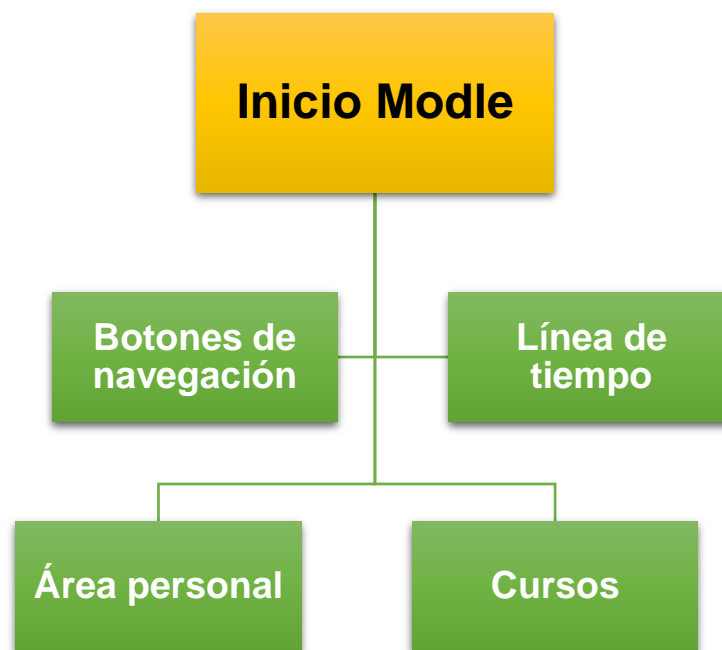 Inicio Modle
Botones de
navegación
Línea de
tiempo
Área personal
Cursos